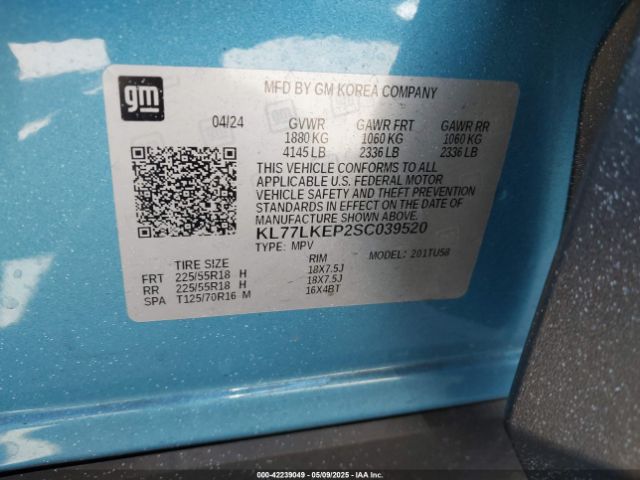 gm
MFD BY GM KOREA COMPANY
04/24 GVWR GAWR FRT GAWR RR
1880 KG 1060 KG 1060 KG
4145 LB 2336 LB 2336 LB
THIS VEHICLE CONFORMS TO ALL
APPLICABLE U.S. FEDERAL MOTOR
VEHICLE SAFETY AND THEFT PREVENTION
STANDARDS IN EFFECT ON THE DATE OF
MANUFACTURE SHOWN ABOVE.
KL77LKEP2SC039520
TYPE: MPV MODEL: 201TU58
TIRE SIZE RIM
FRT 225/55R18 H 18X7.5J
RR 225/55R18 H 18X7.5J
SPA T125/70R16 M 16X4BT
000-42239049 - 05/09/2025 - IAAI.com